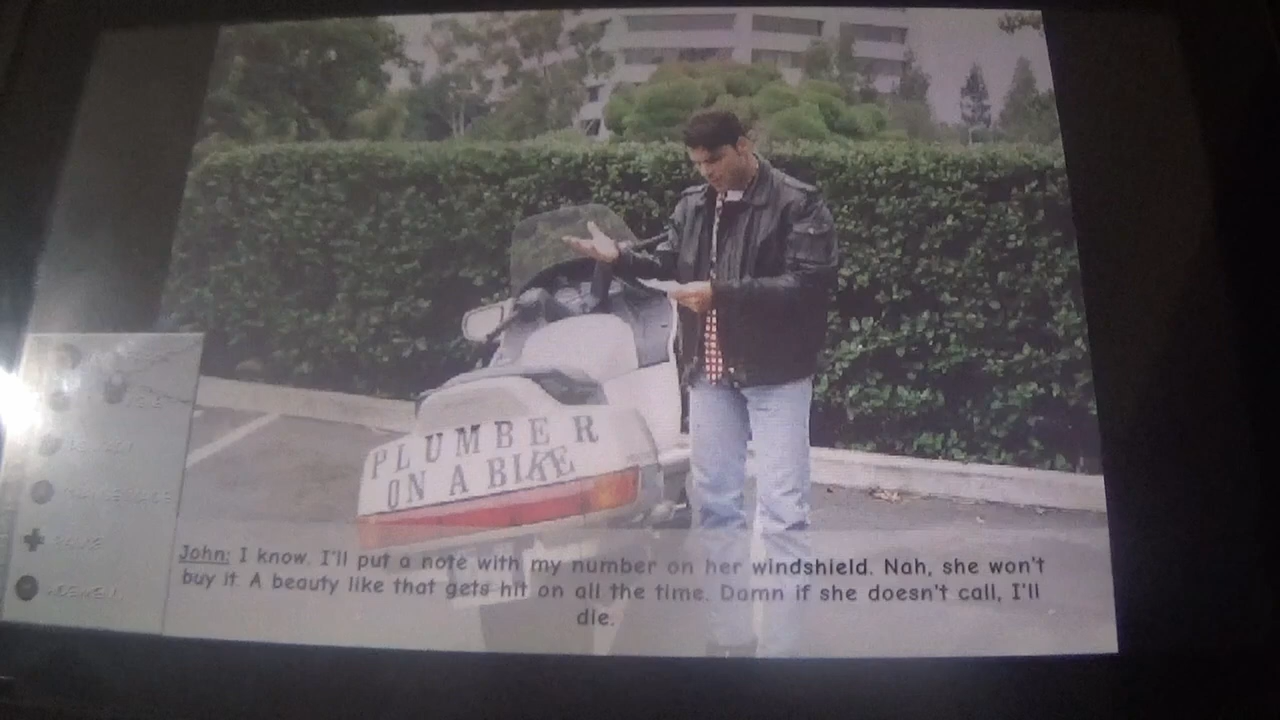 PLUMBER
ON A BIKE
John: I know. I'll put a note with my number on her windshield. Nah, she won't
buy it. A beauty like that gets hit on all the time. Damn if she doesn't call, I'll
die.